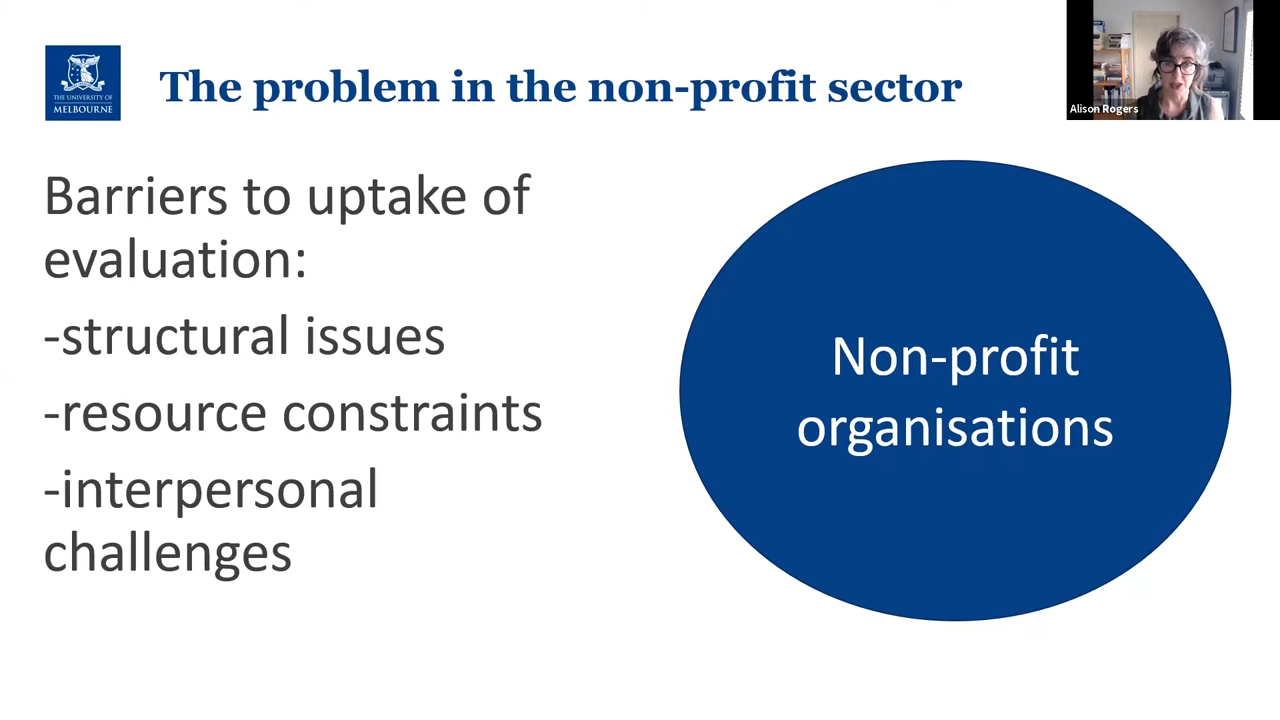 THE UNIVERSITY OF
MELBOURNE
The problem in the non-profit sector
Alison Rogers
Barriers to uptake of
evaluation:
-structural issues
-resource constraints
-interpersonal
challenges
Non-profit
organisations